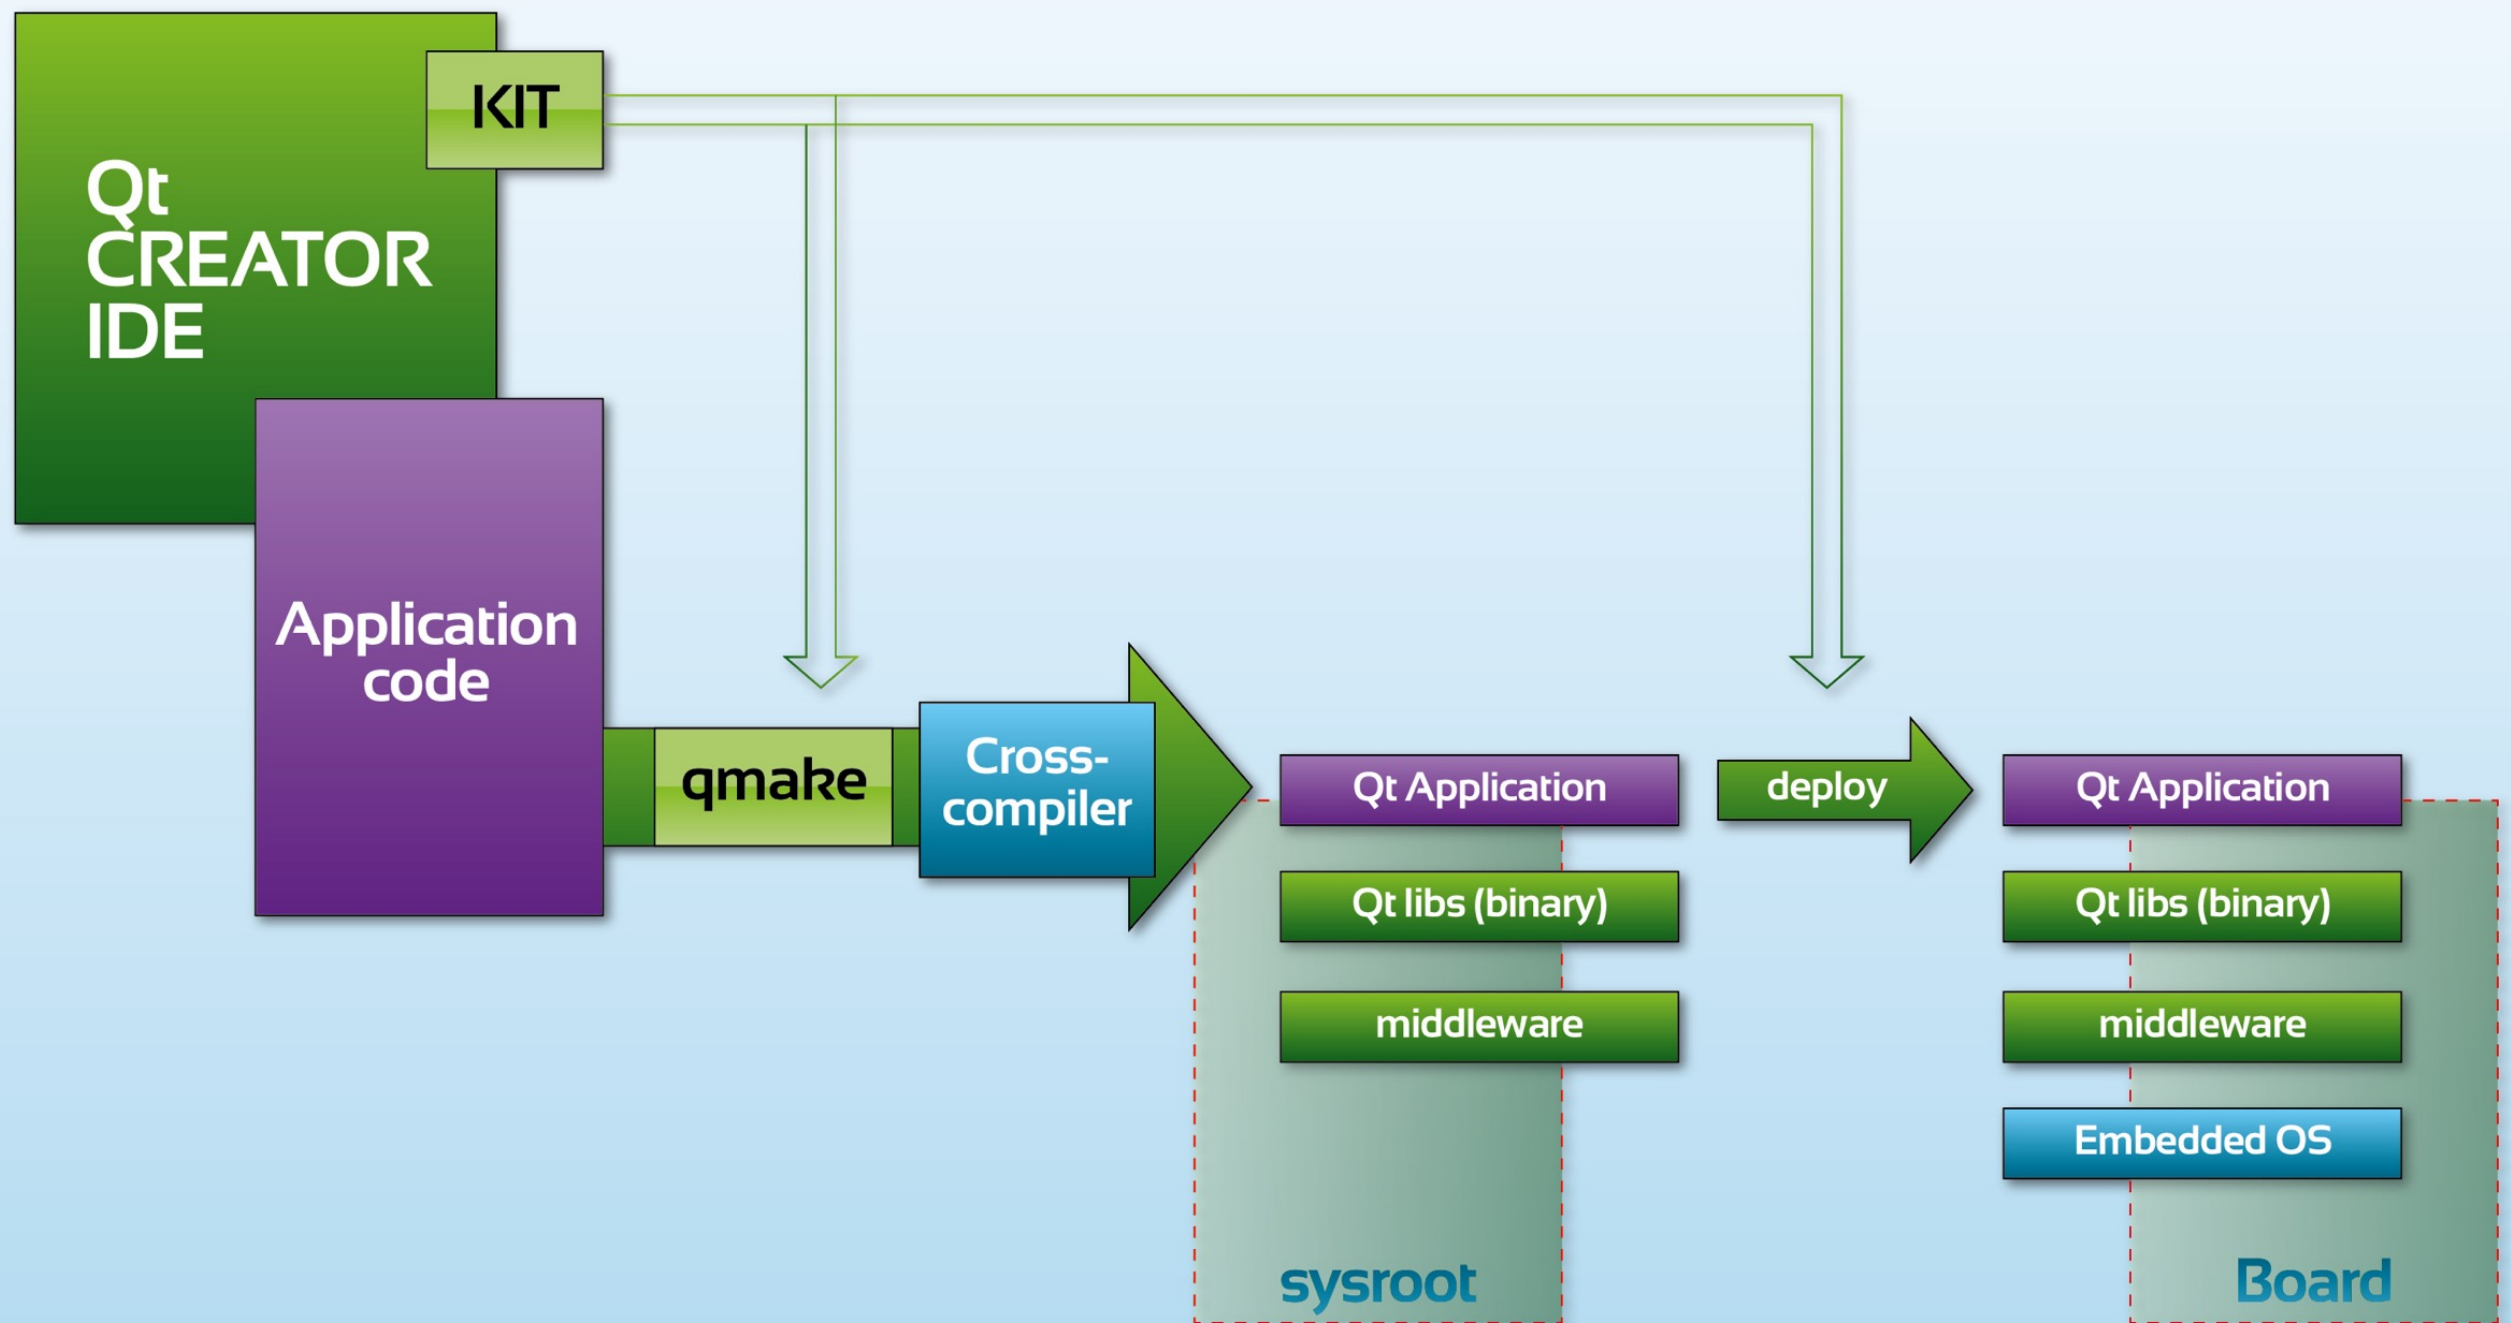 KIT
Qt
CREATOR
IDE
Application
code
qmake
Cross-
compiler
Qt Application
Qt libs (binary)
middleware
sysroot
deploy
Qt Application
Qt libs (binary)
middleware
Embedded OS
Board